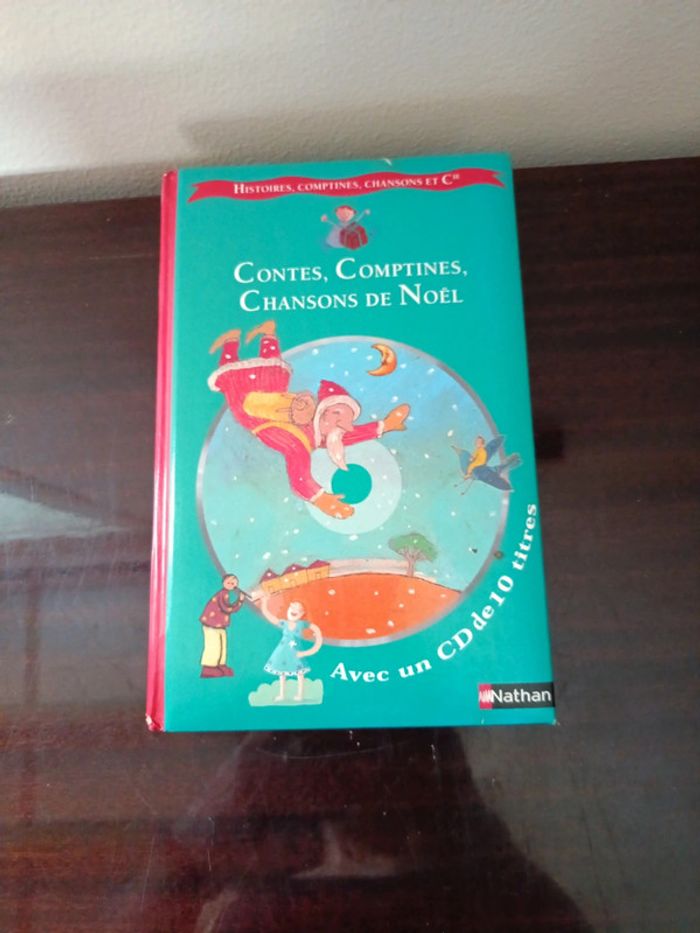 HISTOIRES, COMPTINES, CHANSONS ET Cie
CONTES, COMPTINES,
CHANSONS DE NOËL
Avec un CD de 10 titres
Nathan